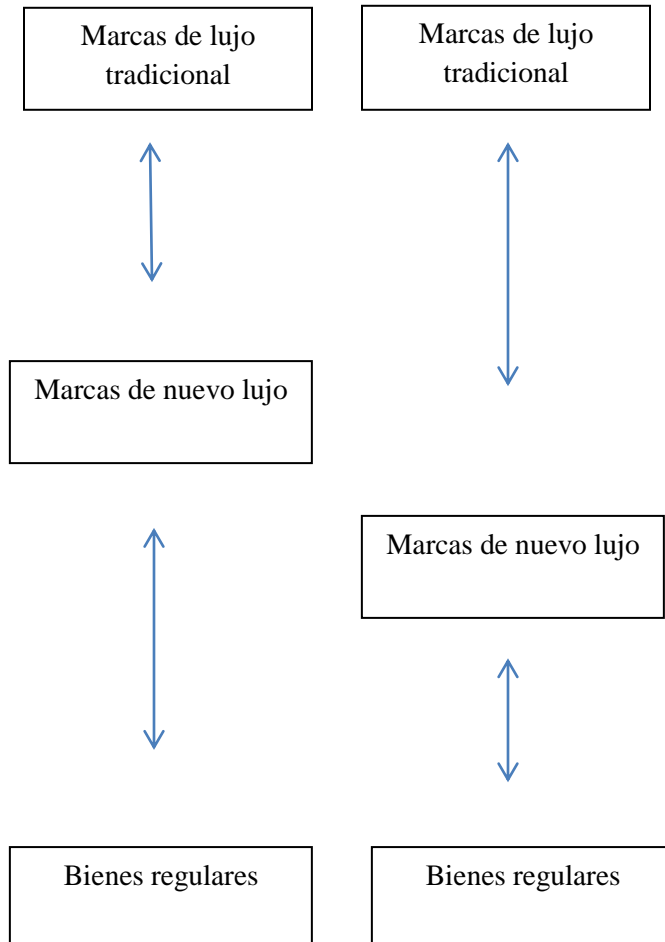 Marcas de lujo
tradicional
Marcas de lujo
tradicional
Marcas de nuevo lujo
Marcas de nuevo lujo
Bienes regulares
Bienes regulares